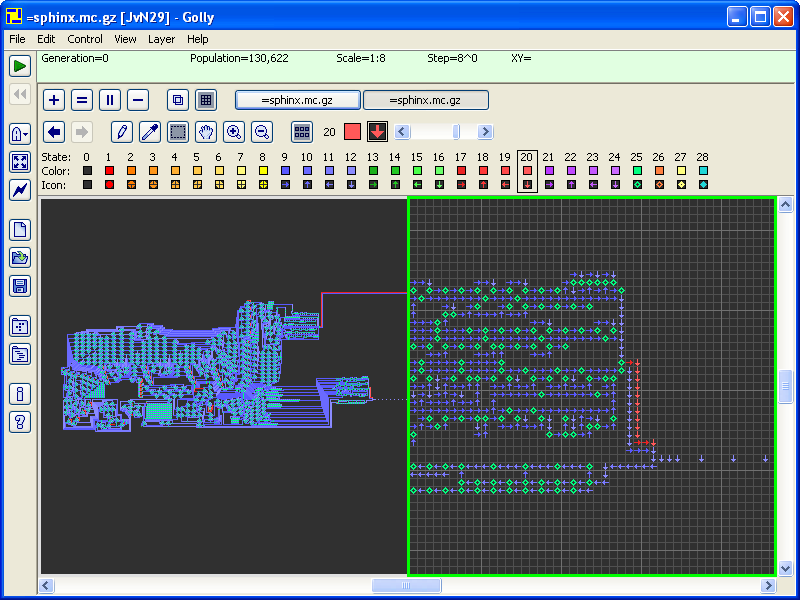 =sphinx.mc.gz [JvN29] - Golly
File Edit Control View Layer Help
Generation=0 Population=130,622 Scale=1:8 Step=8^0 XY=
=sphinx.mc.gz =sphinx.mc.gz
20
State: 0 1 2 3 4 5 6 7 8 9 10 11 12 13 14 15 16 17 18 19 20 21 22 23 24 25 26 27 28
Color:
Icon: